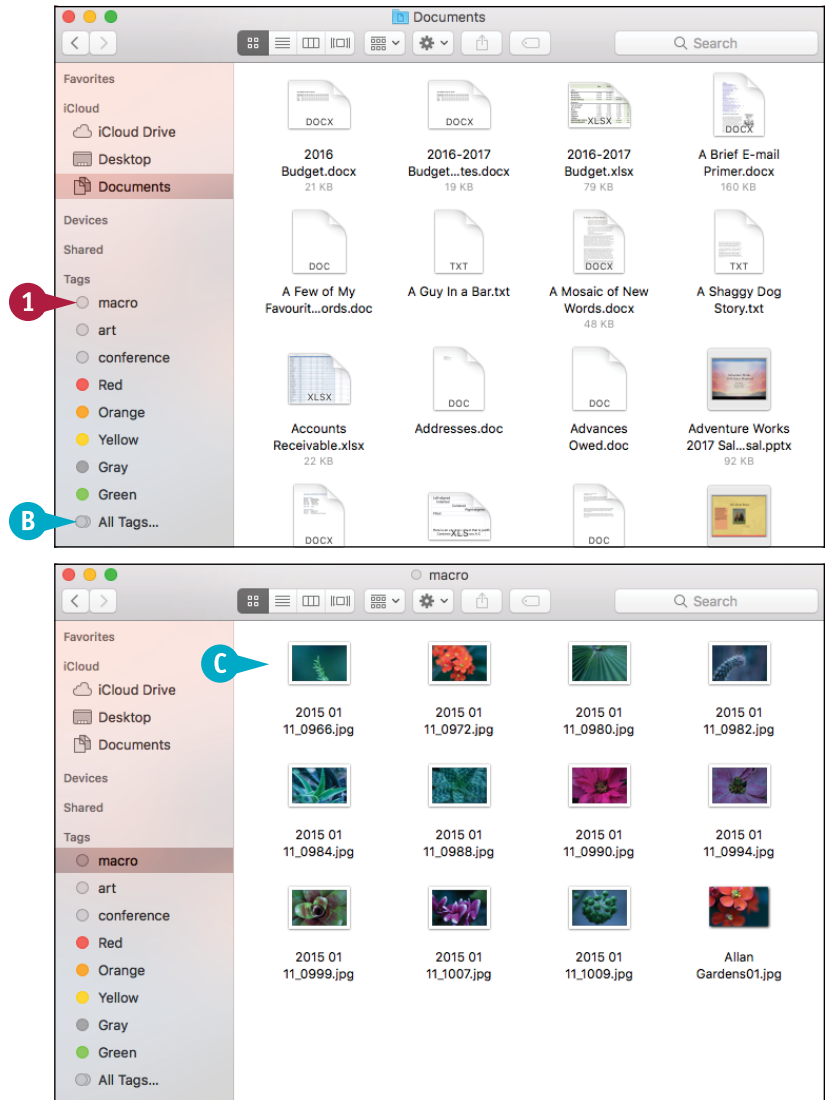 Documents
Search
Favorites
iCloud
iCloud Drive
Desktop
Documents
Devices
Shared
Tags
1
macro
art
conference
Red
Orange
Yellow
Gray
Green
B
All Tags...
DOCX
DOCX
XLSX
DOCX
2016
Budget.docx
21 KB
2016-2017
Budget...tes.docx
19 KB
2016-2017
Budget.xlsx
79 KB
A Brief E-mail
Primer.docx
160 KB
DOC
TXT
DOCX
TXT
A Few of My
Favourit...ords.doc
A Guy In a Bar.txt
A Mosaic of New
Words.docx
48 KB
A Shaggy Dog
Story.txt
XLSX
DOC
DOC
Accounts
Receivable.xlsx
22 KB
Addresses.doc
Advances
Owed.doc
Adventure Works
2017 Sal...sal.pptx
92 KB
DOCX
XLS
DOC
macro
Search
Favorites
iCloud
iCloud Drive
Desktop
Documents
Devices
Shared
Tags
macro
art
conference
Red
Orange
Yellow
Gray
Green
All Tags...
C
2015 01
11_0966.jpg
2015 01
11_0972.jpg
2015 01
11_0980.jpg
2015 01
11_0982.jpg
2015 01
11_0984.jpg
2015 01
11_0988.jpg
2015 01
11_0990.jpg
2015 01
11_0994.jpg
2015 01
11_0999.jpg
2015 01
11_1007.jpg
2015 01
11_1009.jpg
Allan
Gardens01.jpg